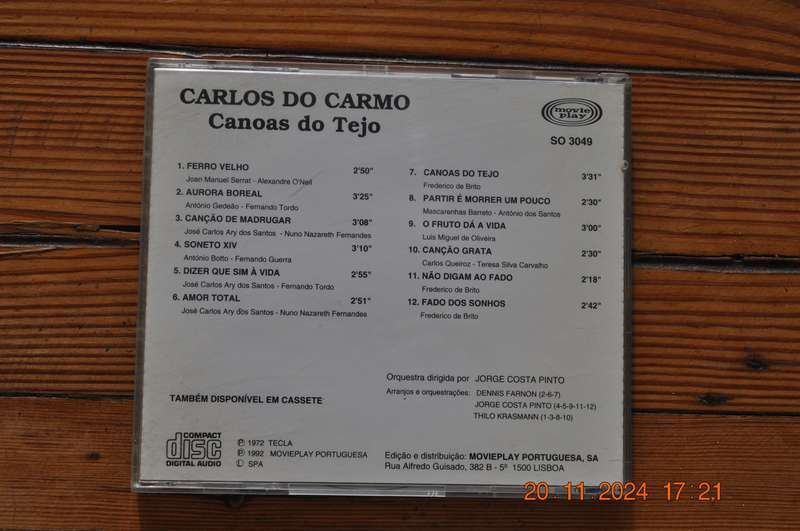 CARLOS DO CARMO
Canoas do Tejo
movie play
SO 3049
1. FERRO VELHO 2'50"
Joan Manuel Serrat - Alexandre O'Neil
2. AURORA BOREAL 3'25"
António Gedeão - Fernando Tordo
3. CANÇÃO DE MADRUGAR 3'08"
José Carlos Ary dos Santos - Nuno Nazareth Fernandes
4. SONETO XIV 3'10"
António Botto - Fernando Guerra
5. DIZER QUE SIM À VIDA 2'55"
José Carlos Ary dos Santos - Fernando Tordo
6. AMOR TOTAL 2'51"
José Carlos Ary dos Santos - Nuno Nazareth Fernandes
7. CANOAS DO TEJO 3'31"
Frederico de Brito
8. PARTIR É MORRER UM POUCO 2'30"
Mascarenhas Barreto - António dos Santos
9. O FRUTO DÁ A VIDA 3'00"
Luis Miguel de Oliveira
10. CANÇÃO GRATA 2'30"
Carlos Queiroz - Teresa Silva Carvalho
11. NÃO DIGAM AO FADO 2'18"
Frederico de Brito
12. FADO DOS SONHOS 2'42"
Frederico de Brito
Orquestra dirigida por JORGE COSTA PINTO
Arranjos e orquestrações: DENNIS FARNON (2-6-7)
JORGE COSTA PINTO (4-5-9-11-12)
THILO KRASMANN (1-3-8-10)
TAMBÉM DISPONÍVEL EM CASSETE
COMPACT
disc
DIGITAL AUDIO
Ⓟ 1972 TECLA
Ⓟ 1992 MOVIEPLAY PORTUGUESA
Ⓛ SPA
Edição e distribuição: MOVIEPLAY PORTUGUESA, SA
Rua Alfredo Guisado, 382 B - 5º 1500 LISBOA
20.11.2024 17:21